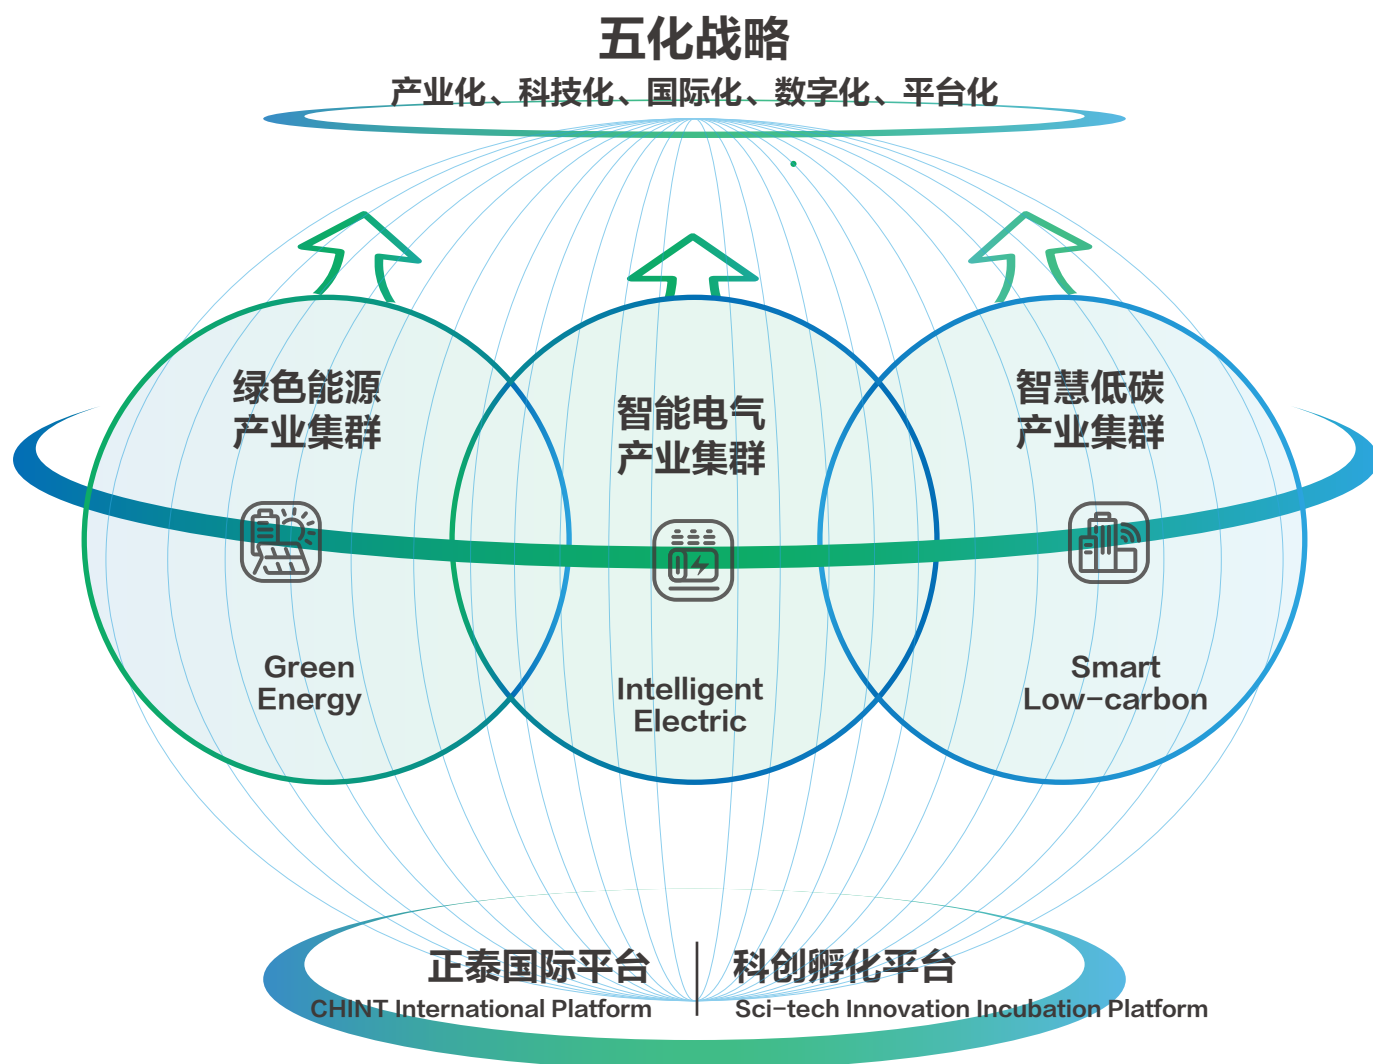 五化战略
产业化、科技化、国际化、数字化、平台化
绿色能源
产业集群
Green
Energy
智能电气
产业集群
Intelligent
Electric
智慧低碳
产业集群
Smart
Low-carbon
正泰国际平台
CHINT International Platform
科创孵化平台
Sci-tech Innovation Incubation Platform